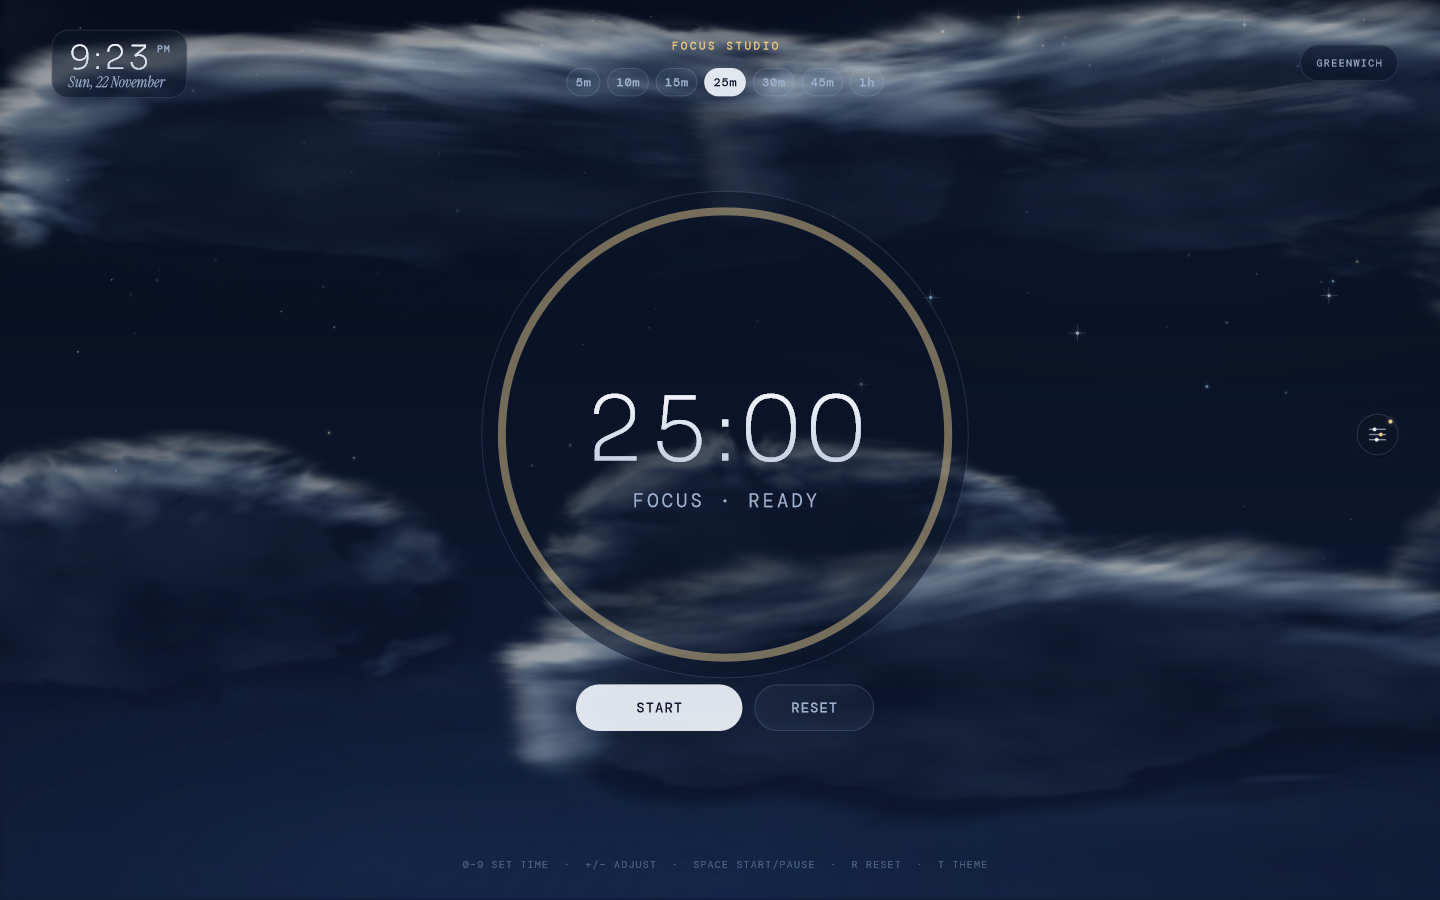 9:23 PM
Sun, 22 November
FOCUS STUDIO
5m 10m 15m 25m 30m 45m 1h
GREENWICH
25:00
FOCUS · READY
START RESET
0-9 SET TIME · +/- ADJUST · SPACE START/PAUSE · R RESET · T THEME